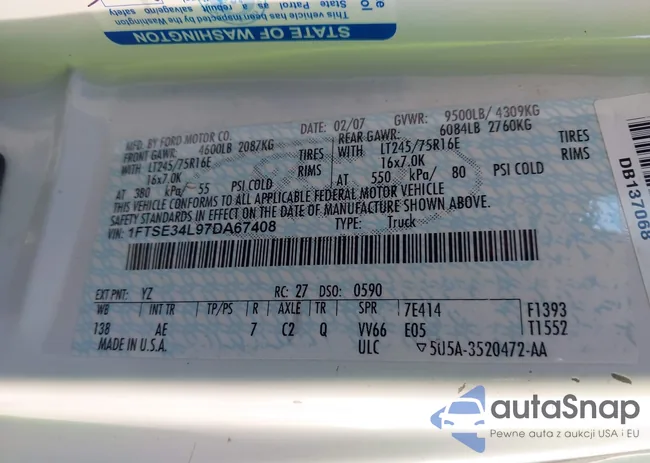 STATE OF WASHINGTON
This vehicle has been inspected by the Washington
State Patrol as a rebuilt
MFD. BY FORD MOTOR CO. DATE: 02/07 GVWR: 9500LB/ 4309KG
FRONT GAWR: 4600LB 2087KG REAR GAWR: 6084LB 2760KG
WITH LT245/75R16E TIRES WITH LT245/75R16E TIRES
16x7.0K RIMS 16x7.0K RIMS
AT 380 kPa/ 55 PSI COLD AT 550 kPa/ 80 PSI COLD
THIS VEHICLE CONFORMS TO ALL APPLICABLE FEDERAL MOTOR VEHICLE
SAFETY STANDARDS IN EFFECT ON THE DATE OF MANUFACTURE SHOWN ABOVE.
VIN: 1FTSE34L97DA67408 TYPE: Truck
EXT PNT: YZ RC: 27 DSO: 0590
WB INT TR TP/PS R AXLE TR SPR 7E414 F1393
138 AE 7 C2 Q VV66 E05 T1552
MADE IN U.S.A. ULC ▽5U5A-3520472-AA
DB137068
autoSnap
Pewne auta z aukcji USA i EU